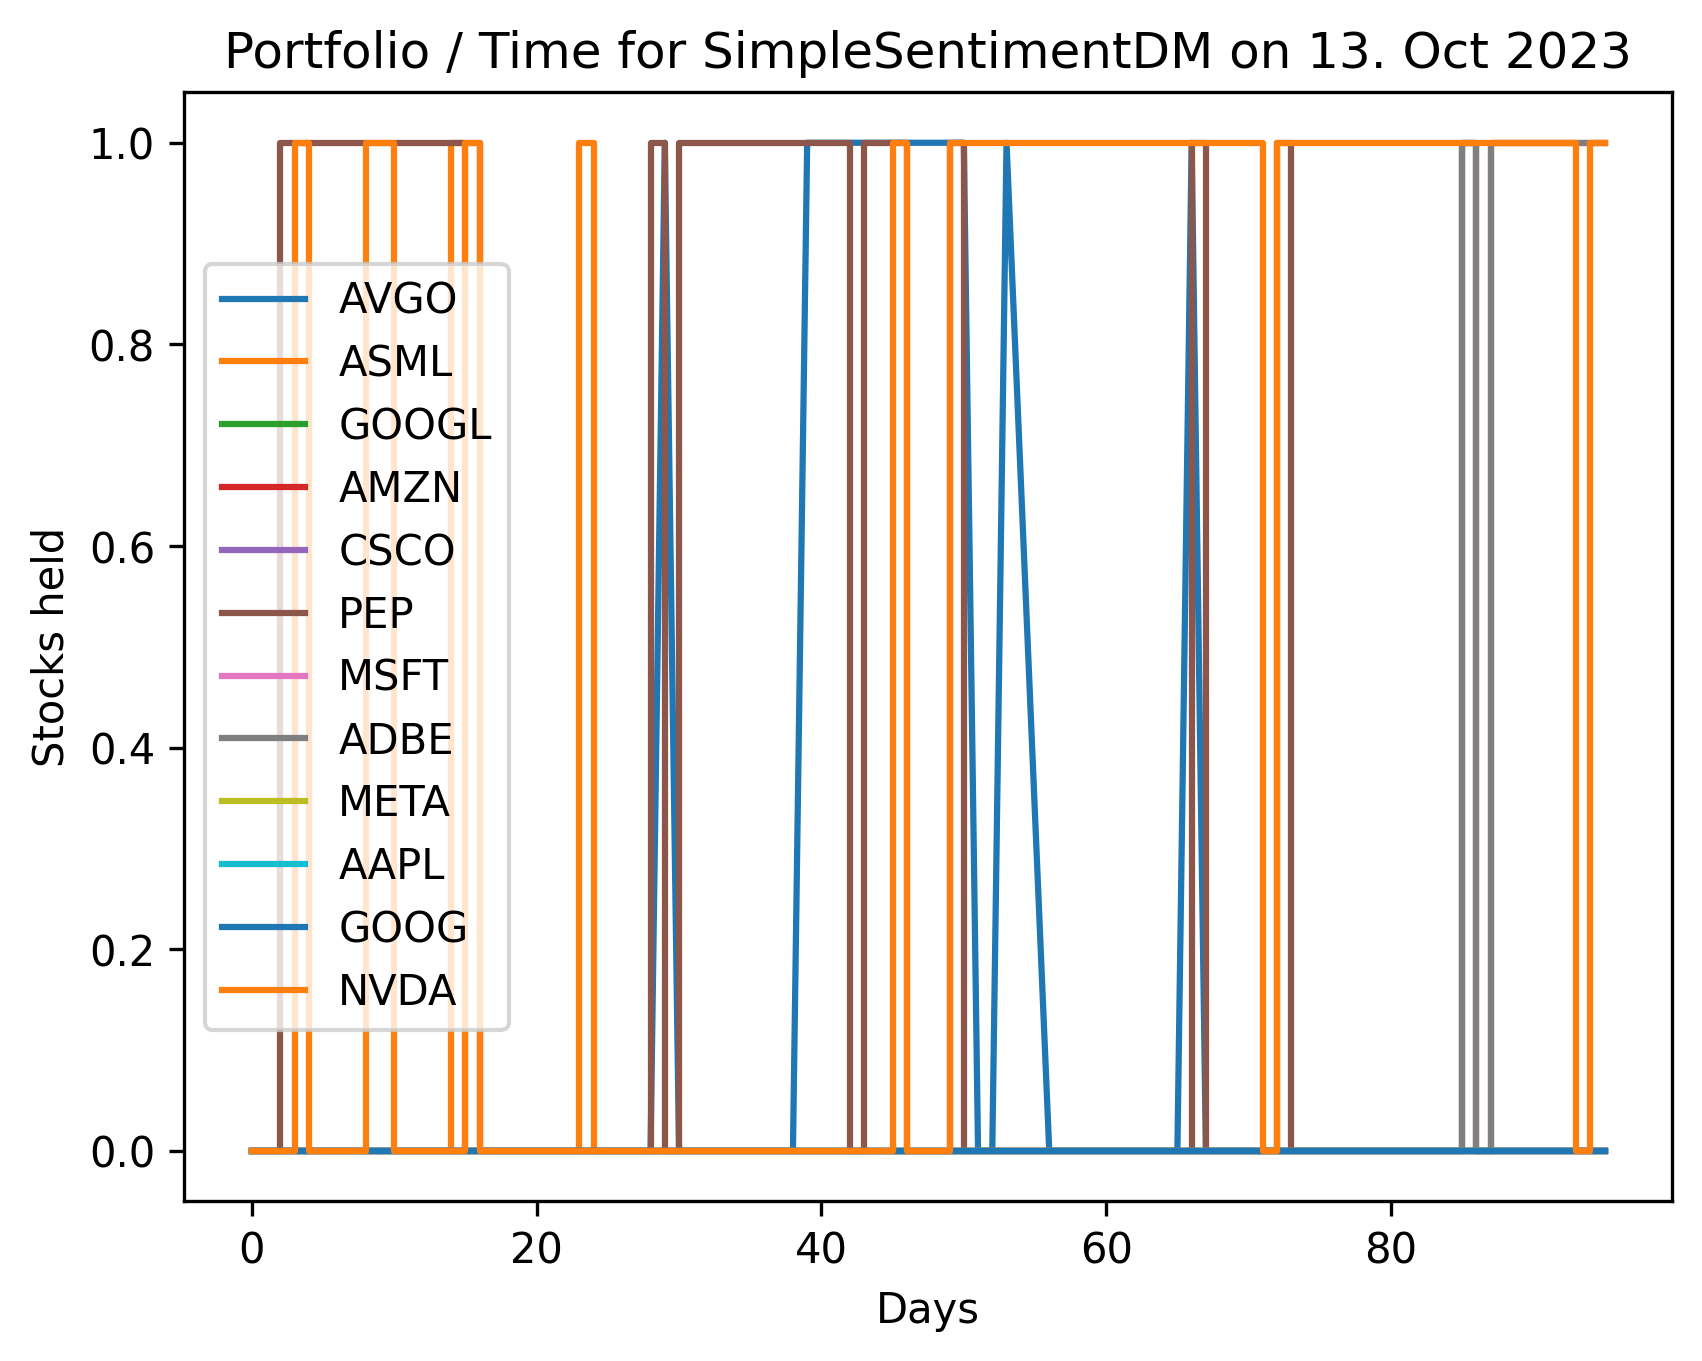 Portfolio / Time for SimpleSentimentDM on 13. Oct 2023
1.0
0.8
0.6
0.4
0.2
0.0
Stocks held
AVGO
ASML
GOOGL
AMZN
CSCO
PEP
MSFT
ADBE
META
AAPL
GOOG
NVDA
0 20 40 60 80
Days